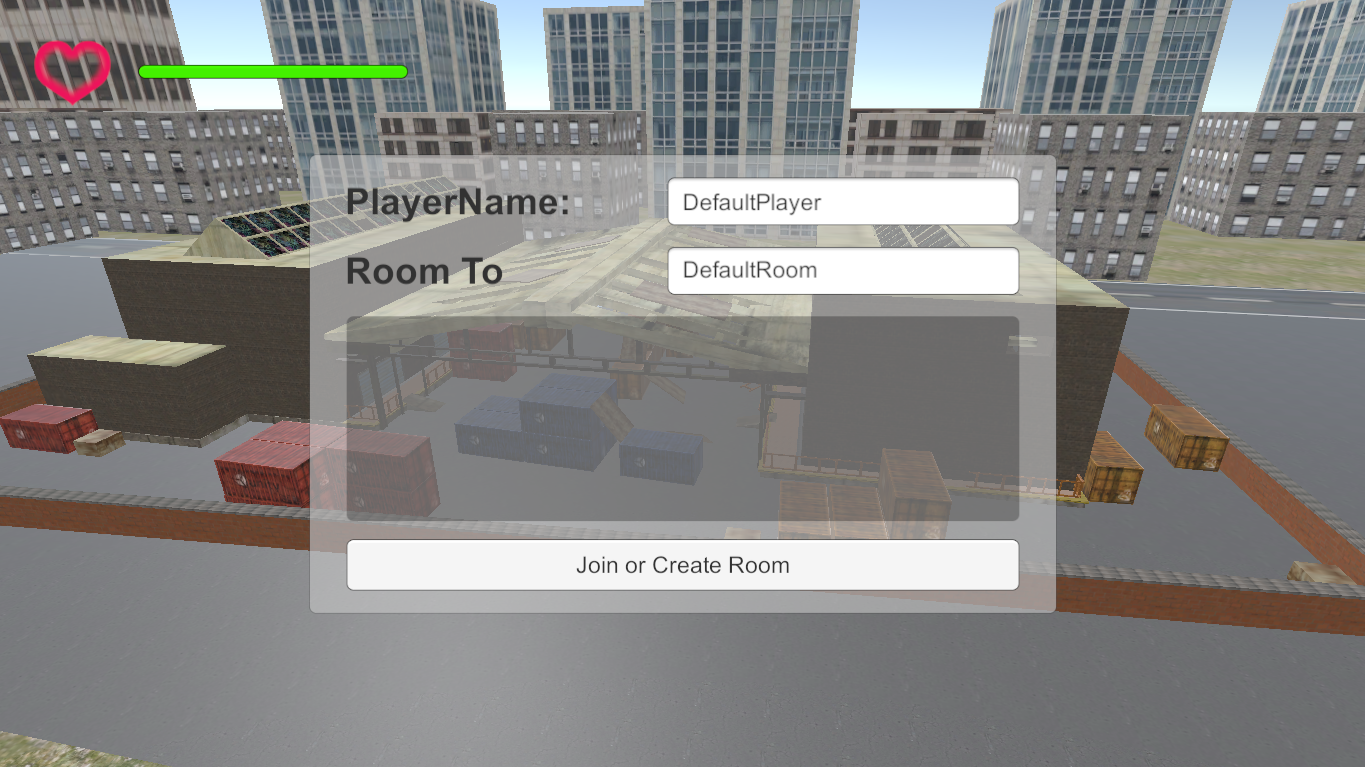 PlayerName:
DefaultPlayer
Room To
DefaultRoom
Join or Create Room